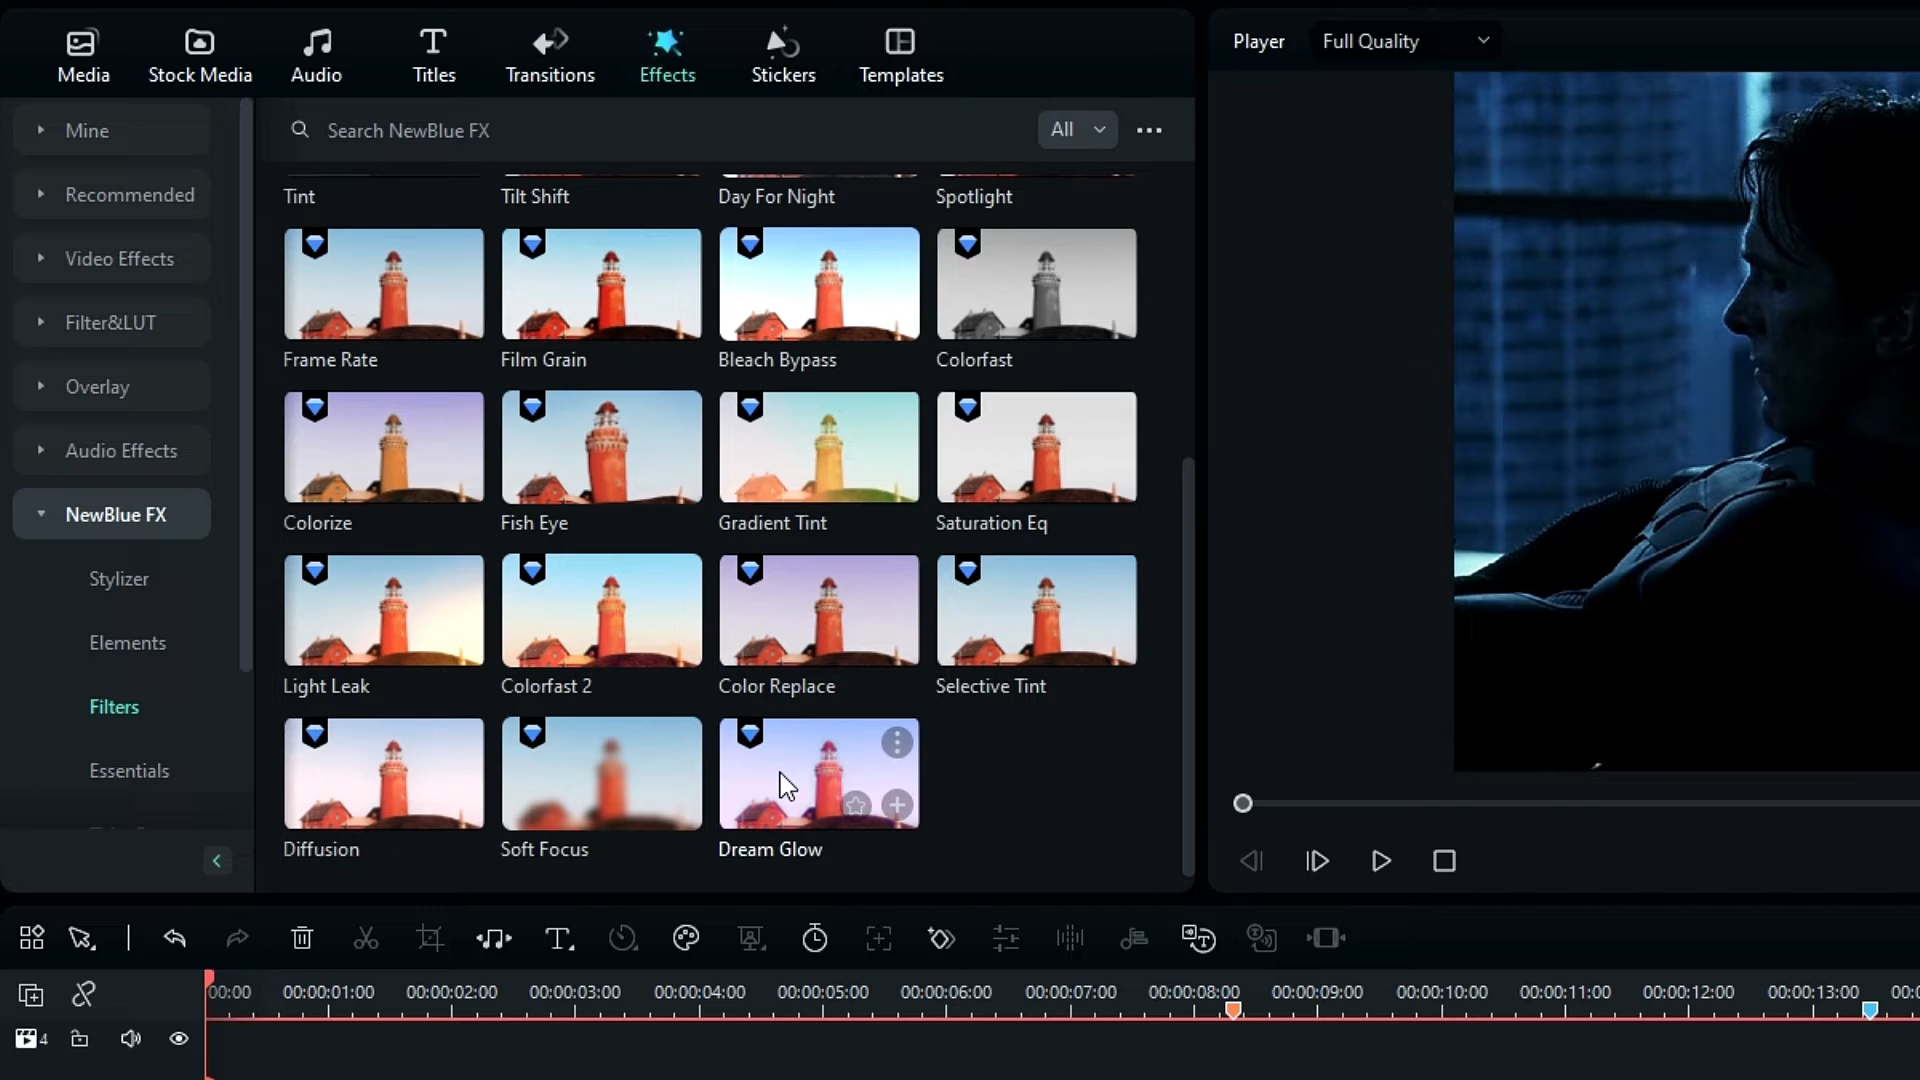 Media
Stock Media
Audio
Titles
Transitions
Effects
Stickers
Templates
Player
Full Quality
Mine
Recommended
Video Effects
Filter&LUT
Overlay
Audio Effects
NewBlue FX
Stylizer
Elements
Filters
Essentials
Search NewBlue FX
All
Tint
Tilt Shift
Day For Night
Spotlight
Frame Rate
Film Grain
Bleach Bypass
Colorfast
Colorize
Fish Eye
Gradient Tint
Saturation Eq
Light Leak
Colorfast 2
Color Replace
Selective Tint
Diffusion
Soft Focus
Dream Glow
00:00 00:00:01:00 00:00:02:00 00:00:03:00 00:00:04:00 00:00:05:00 00:00:06:00 00:00:07:00 00:00:08:00 00:00:09:00 00:00:10:00 00:00:11:00 00:00:12:00 00:00:13:00
4